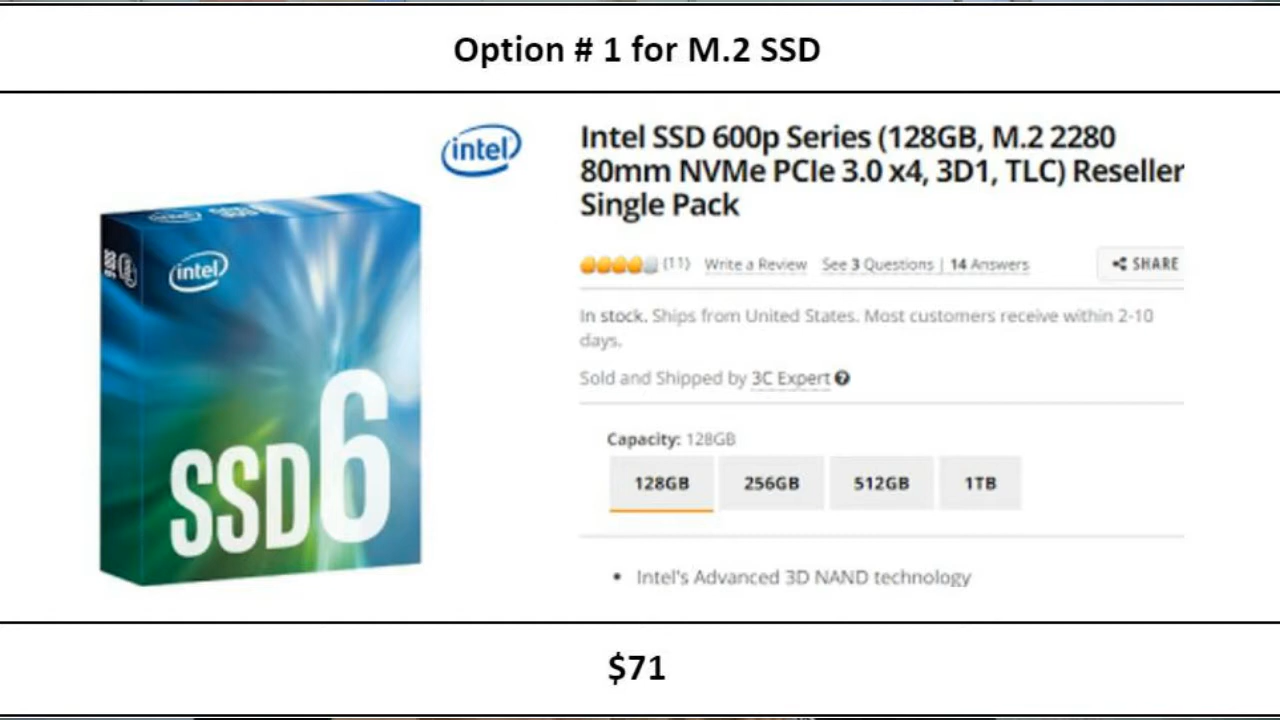 Option # 1 for M.2 SSD
intel
Intel SSD 600p Series (128GB, M.2 2280
80mm NVMe PCIe 3.0 x4, 3D1, TLC) Reseller
Single Pack
(11) Write a Review See 3 Questions | 14 Answers SHARE
In stock. Ships from United States. Most customers receive within 2-10
days.
Sold and Shipped by 3C Expert ?
Capacity: 128GB
128GB 256GB 512GB 1TB
• Intel's Advanced 3D NAND technology
intel
SSD6
$71